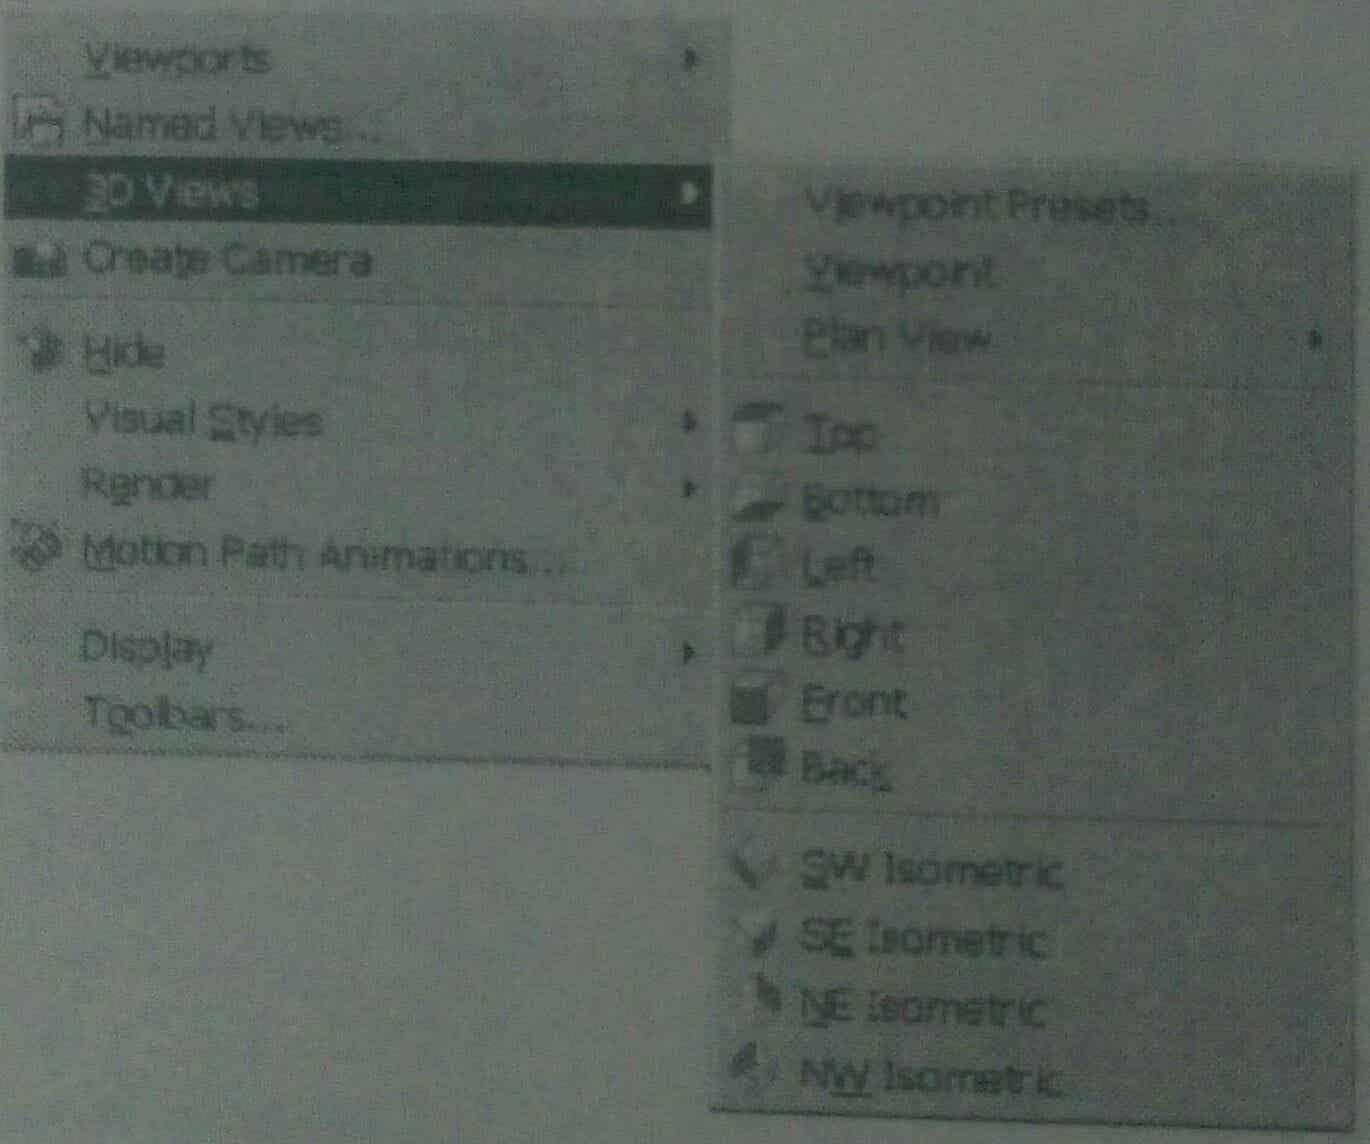 Viewports
Named Views...
3D Views
Create Camera
Hide
Visual Styles
Render
Motion Path Animations...
Display
Toolbars...
Viewpoint Presets...
Viewpoint
Plan View
Top
Bottom
Left
Right
Front
Back
SW Isometric
SE Isometric
NE Isometric
NW Isometric